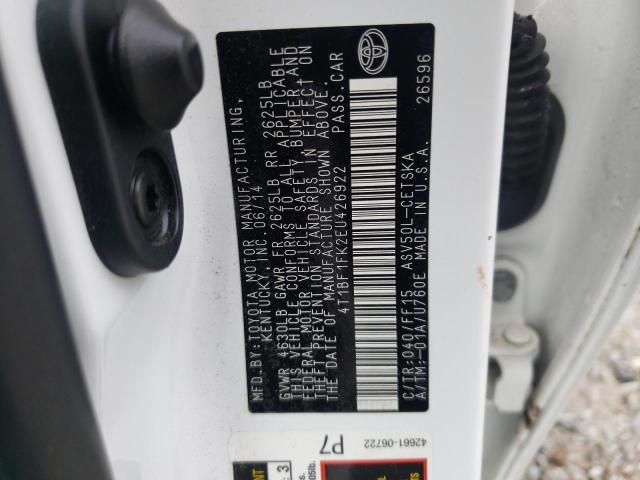 MFD. BY: TOYOTA MOTOR MANUFACTURING,
KENTUCKY, INC. 06/14
GVWR 4630LB GAWR FR 2625LB RR 2625LB
THIS VEHICLE CONFORMS TO ALL APPLICABLE
FEDERAL MOTOR VEHICLE SAFETY, BUMPER AND
THEFT PREVENTION STANDARDS IN EFFECT ON
THE DATE OF MANUFACTURE SHOWN ABOVE.
4T1BF1FK2EU426922 PASS.CAR
C/TR:040/FF15 ASV50L-CETSKA
A/TM:-01A/U760E MADE IN U.S.A. 26596
42661-06722
P7
3